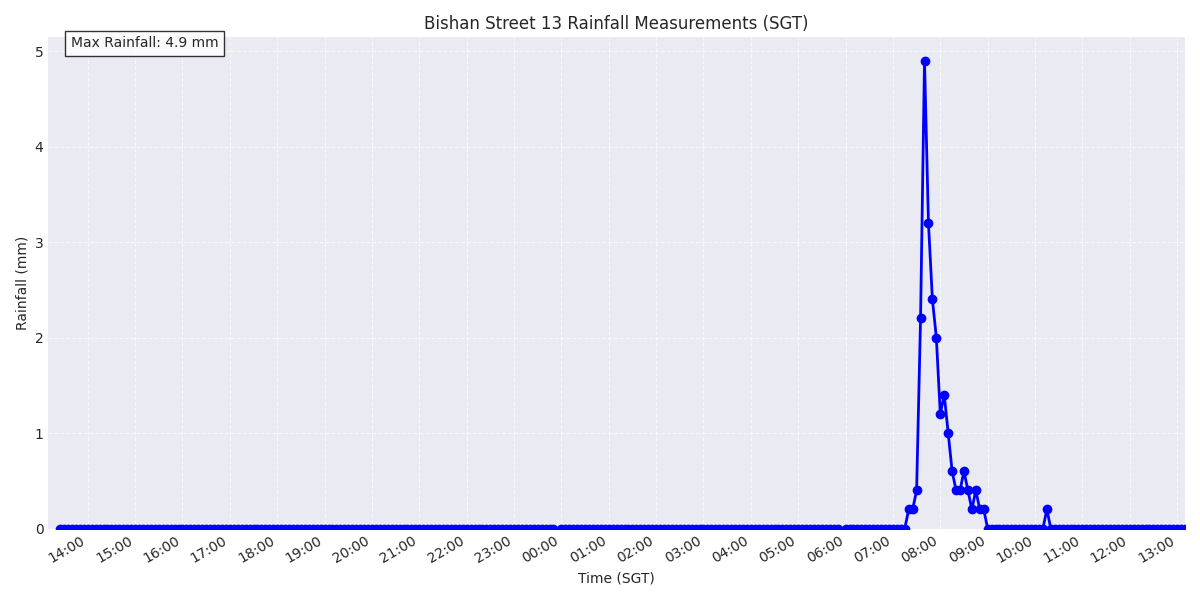 Bishan Street 13 Rainfall Measurements (SGT)
Max Rainfall: 4.9 mm
5
4
3
2
1
0
Rainfall (mm)
14:00 15:00 16:00 17:00 18:00 19:00 20:00 21:00 22:00 23:00 00:00 01:00 02:00 03:00 04:00 05:00 06:00 07:00 08:00 09:00 10:00 11:00 12:00 13:00
Time (SGT)